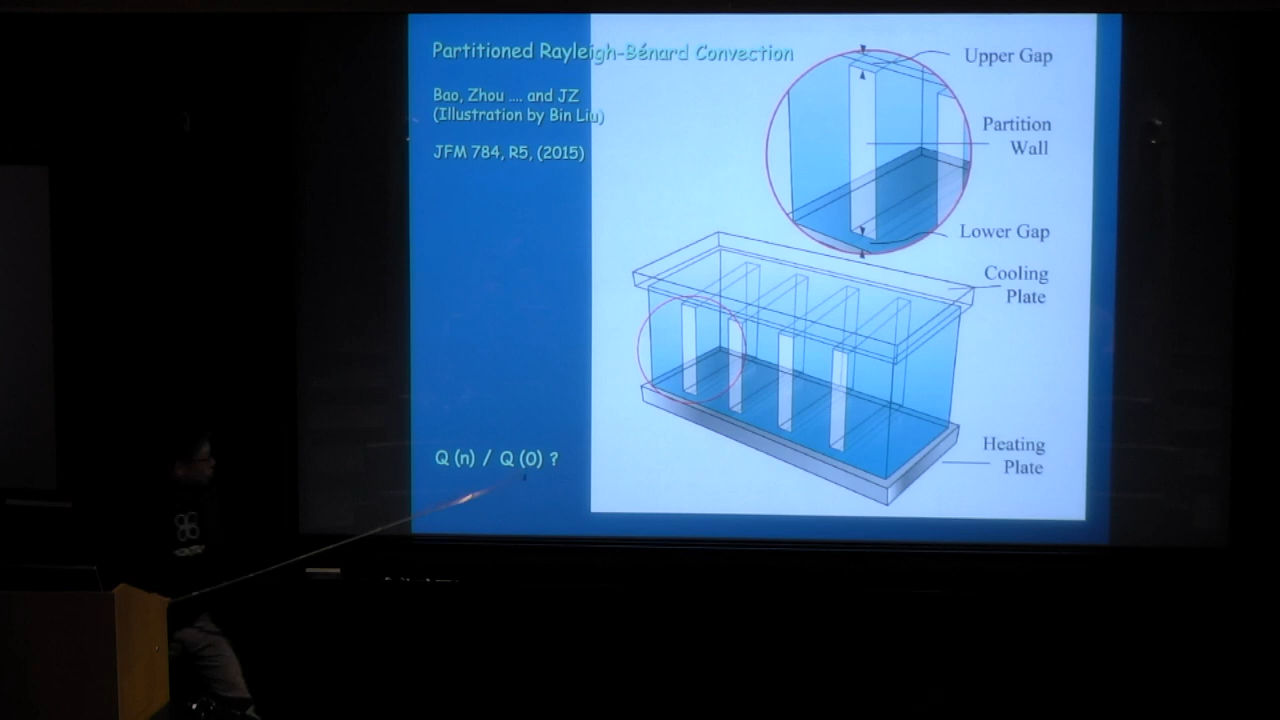 Partitioned Rayleigh-Bénard Convection
Bao, Zhou .... and JZ
(Illustration by Bin Liu)
JFM 784, R5, (2015)
Q (n) / Q (0) ?
Upper Gap
Partition
Wall
Lower Gap
Cooling
Plate
Heating
Plate